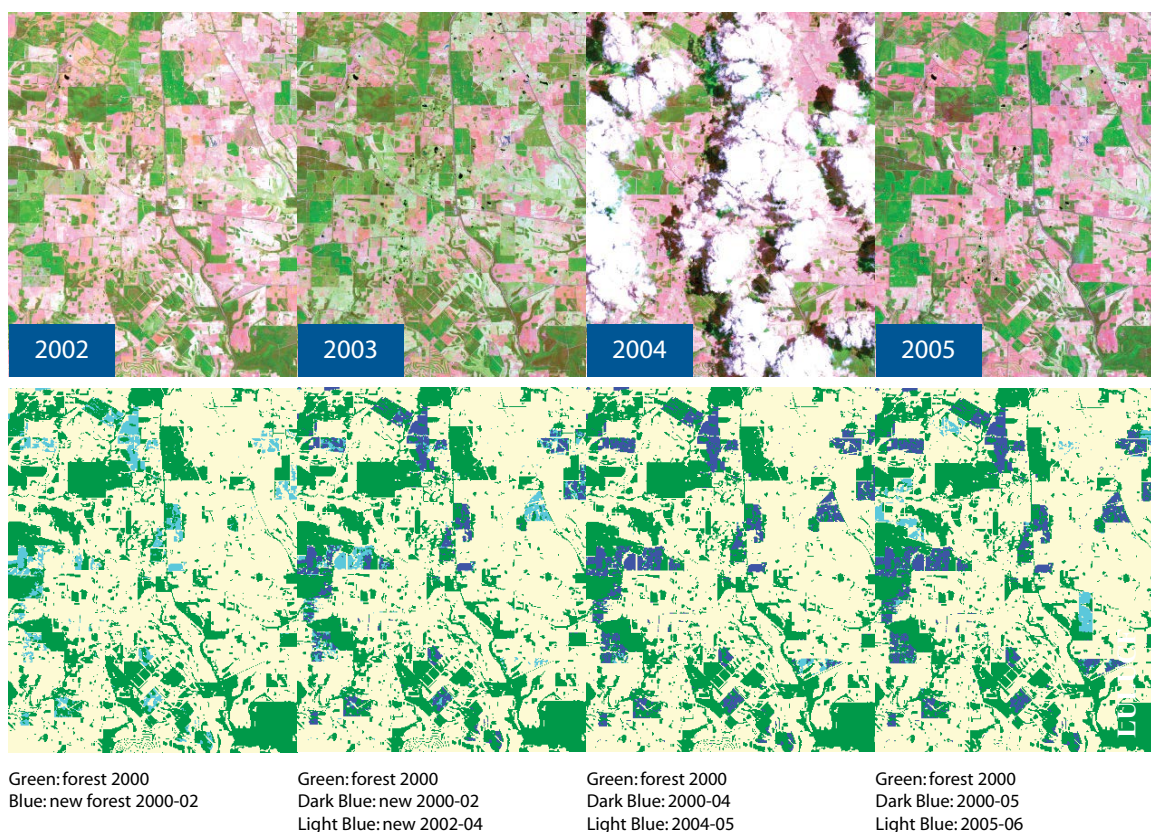 2002
2003
2004
2005
Green: forest 2000
Blue: new forest 2000-02
Green: forest 2000
Dark Blue: new 2000-02
Light Blue: new 2002-04
Green: forest 2000
Dark Blue: 2000-04
Light Blue: 2004-05
Green: forest 2000
Dark Blue: 2000-05
Light Blue: 2005-06